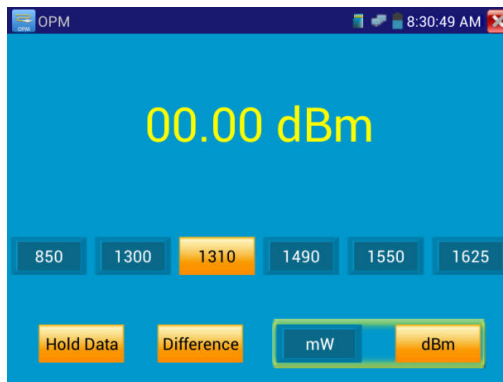 OPM 8:30:49 AM
OPM
00.00 dBm
850 1300 1310 1490 1550 1625
Hold Data Difference mW dBm